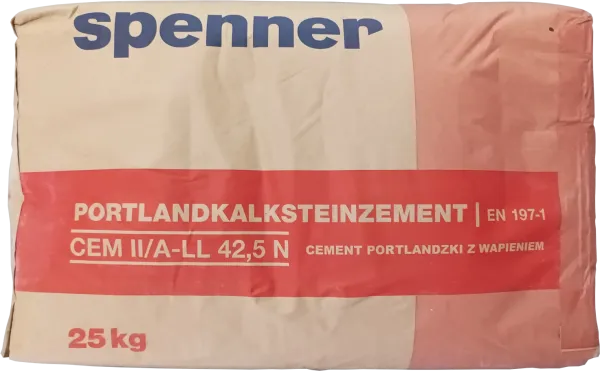 spenner
PORTLANDKALKSTEINZEMENT | EN 197-1
CEM II/A-LL 42,5 N CEMENT PORTLANDZKI Z WAPIENIEM
25 kg